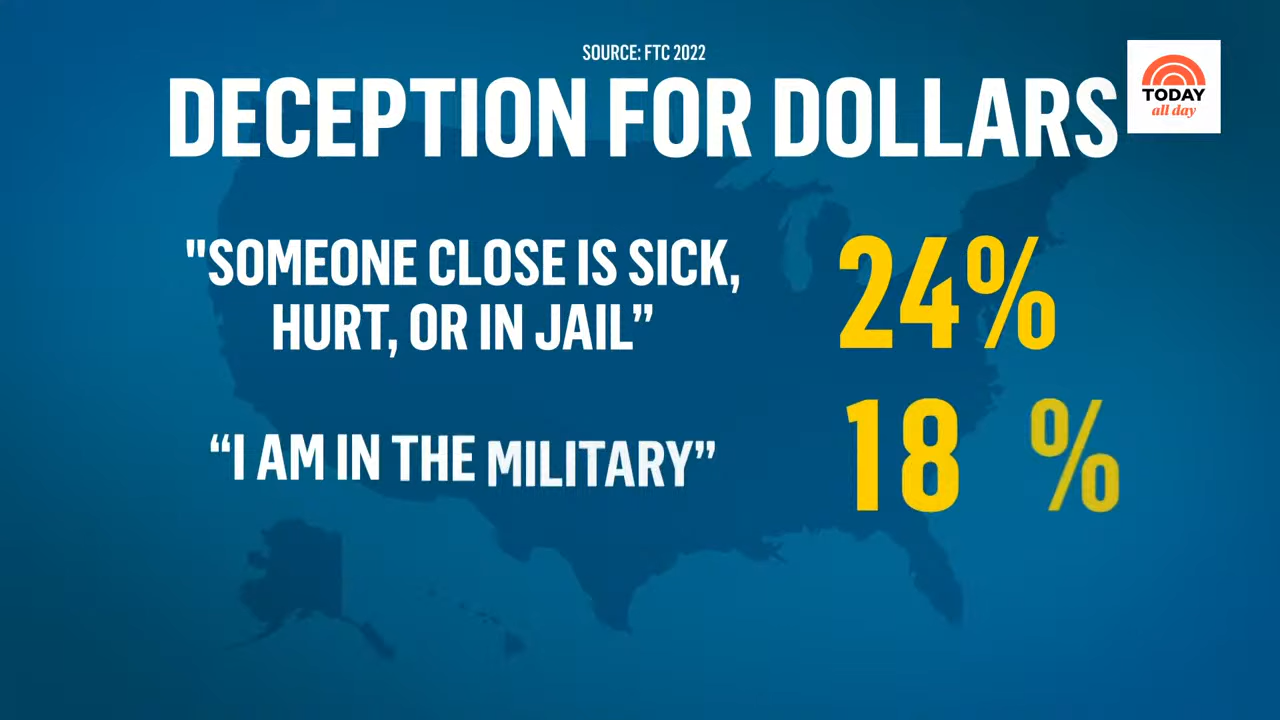 SOURCE: FTC 2022
DECEPTION FOR DOLLARS
TODAY
all day
"SOMEONE CLOSE IS SICK,
HURT, OR IN JAIL”
24%
“I AM IN THE MILITARY”
18 %